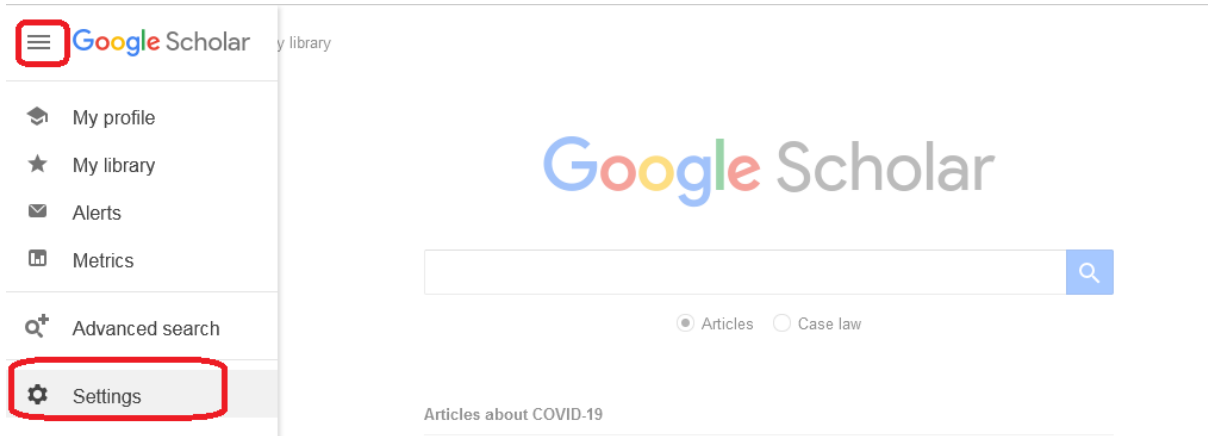 Google Scholar
y library
My profile
My library
Alerts
Metrics
Advanced search
Settings
Google Scholar
Articles Case law
Articles about COVID-19